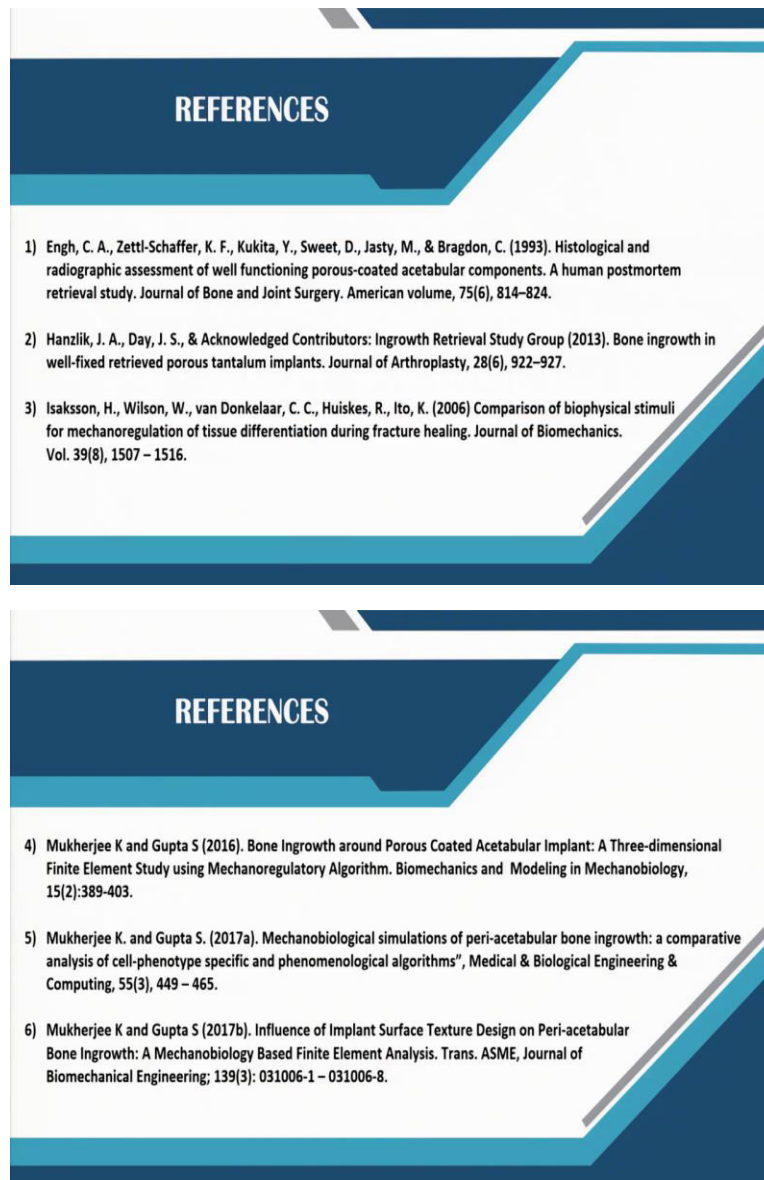 REFERENCES
1) Engh, C. A., Zettl-Schaffer, K. F., Kukita, Y., Sweet, D., Jasty, M., & Bragdon, C. (1993). Histological and
radiographic assessment of well functioning porous-coated acetabular components. A human postmortem
retrieval study. Journal of Bone and Joint Surgery. American volume, 75(6), 814–824.
2) Hanzlik, J. A., Day, J. S., & Acknowledged Contributors: Ingrowth Retrieval Study Group (2013). Bone ingrowth in
well-fixed retrieved porous tantalum implants. Journal of Arthroplasty, 28(6), 922–927.
3) Isaksson, H., Wilson, W., van Donkelaar, C. C., Huiskes, R., Ito, K. (2006) Comparison of biophysical stimuli
for mechanoregulation of tissue differentiation during fracture healing. Journal of Biomechanics.
Vol. 39(8), 1507 – 1516.
REFERENCES
4) Mukherjee K and Gupta S (2016). Bone Ingrowth around Porous Coated Acetabular Implant: A Three-dimensional
Finite Element Study using Mechanoregulatory Algorithm. Biomechanics and Modeling in Mechanobiology,
15(2):389-403.
5) Mukherjee K. and Gupta S. (2017a). Mechanobiological simulations of peri-acetabular bone ingrowth: a comparative
analysis of cell-phenotype specific and phenomenological algorithms”, Medical & Biological Engineering &
Computing, 55(3), 449 – 465.
6) Mukherjee K and Gupta S (2017b). Influence of Implant Surface Texture Design on Peri-acetabular
Bone Ingrowth: A Mechanobiology Based Finite Element Analysis. Trans. ASME, Journal of
Biomechanical Engineering; 139(3): 031006-1 – 031006-8.